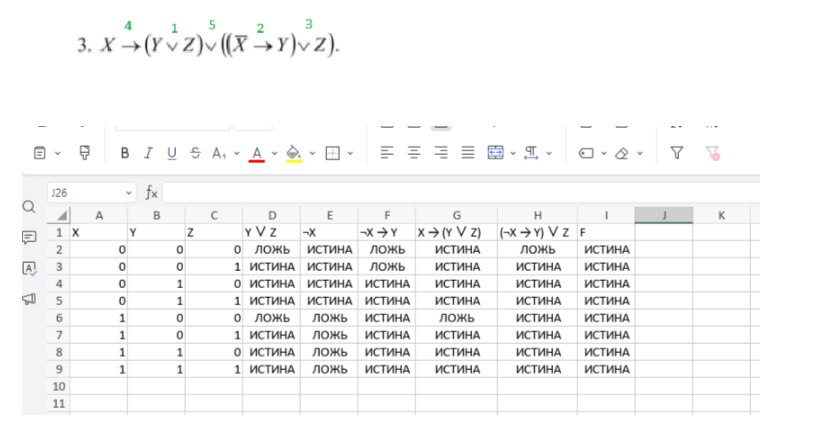 4 1 5 2 3
3. X → (Y ∨ Z) ∨ ((X̅ → Y) ∨ Z).
B I U S A A
J26 fx
A B C D E F G H I J K
1 X Y Z Y V Z ¬X ¬X → Y X → (Y V Z) (¬X → Y) V Z F
2 0 0 0 ЛОЖЬ ИСТИНА ЛОЖЬ ИСТИНА ЛОЖЬ ИСТИНА
3 0 0 1 ИСТИНА ИСТИНА ЛОЖЬ ИСТИНА ИСТИНА ИСТИНА
4 0 1 0 ИСТИНА ИСТИНА ИСТИНА ИСТИНА ИСТИНА ИСТИНА
5 0 1 1 ИСТИНА ИСТИНА ИСТИНА ИСТИНА ИСТИНА ИСТИНА
6 1 0 0 ЛОЖЬ ЛОЖЬ ИСТИНА ЛОЖЬ ИСТИНА ИСТИНА
7 1 0 1 ИСТИНА ЛОЖЬ ИСТИНА ИСТИНА ИСТИНА ИСТИНА
8 1 1 0 ИСТИНА ЛОЖЬ ИСТИНА ИСТИНА ИСТИНА ИСТИНА
9 1 1 1 ИСТИНА ЛОЖЬ ИСТИНА ИСТИНА ИСТИНА ИСТИНА
10
11